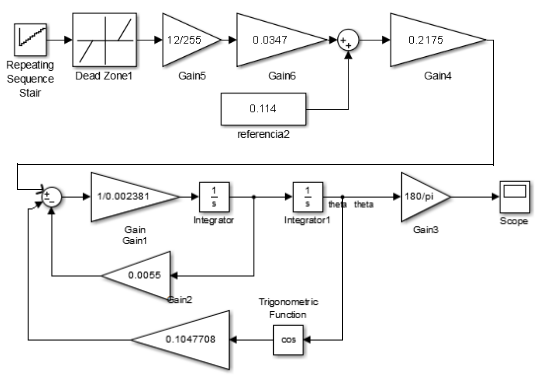 Repeating
Sequence
Stair
Dead Zone1
12/255
Gain5
0.0347
Gain6
0.114
referencia2
0.2175
Gain4
1/0.002381
Gain
Gain1
1
s
Integrator
1
s
Integrator1
theta theta
180/pi
Gain3
Scope
0.0055
Gain2
0.1047708
Trigonometric
Function
cos